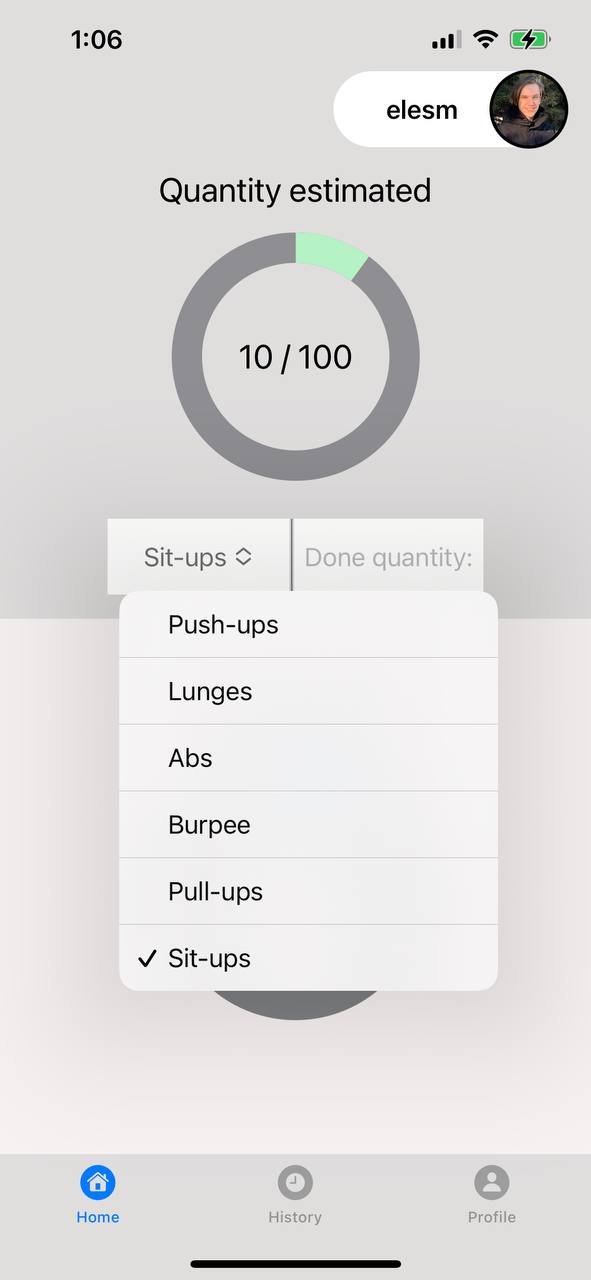 1:06
elesm
Quantity estimated
10 / 100
Sit-ups
Done quantity:
Push-ups
Lunges
Abs
Burpee
Pull-ups
Sit-ups
Home
History
Profile